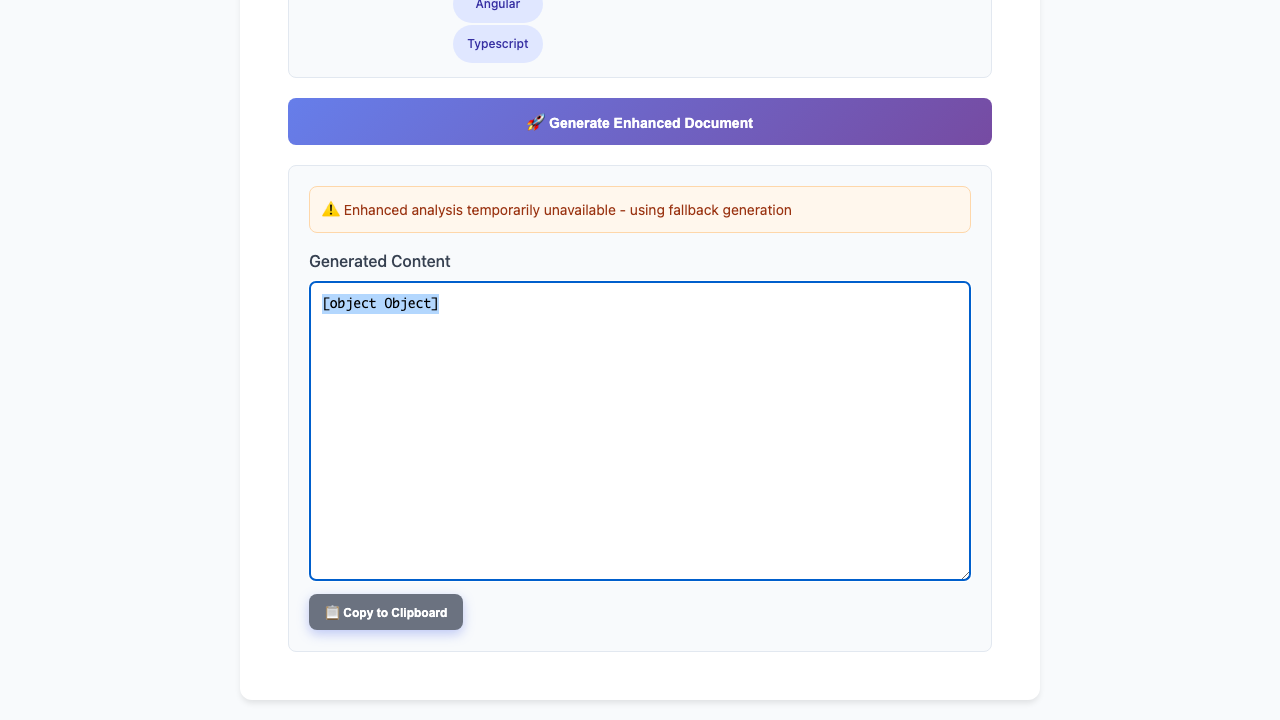 Angular
Typescript
🚀 Generate Enhanced Document
⚠️ Enhanced analysis temporarily unavailable - using fallback generation
Generated Content
[object Object]
📋 Copy to Clipboard